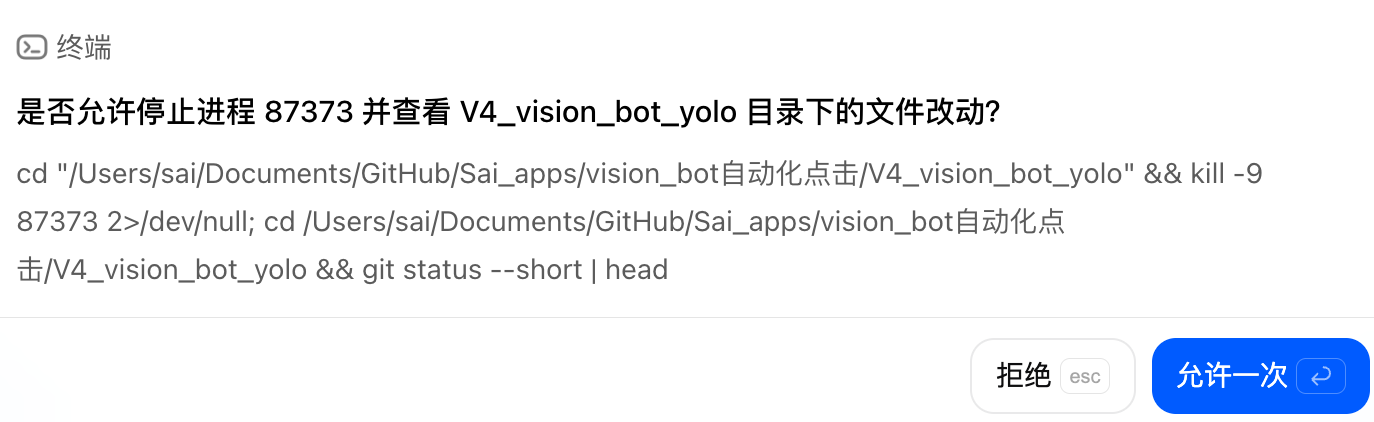 终端
是否允许停止进程 87373 并查看 V4_vision_bot_yolo 目录下的文件改动?
cd "/Users/sai/Documents/GitHub/Sai_apps/vision_bot自动化点击/V4_vision_bot_yolo" && kill -9
87373 2>/dev/null; cd /Users/sai/Documents/GitHub/Sai_apps/vision_bot自动化点
击/V4_vision_bot_yolo && git status --short | head
拒绝 esc 允许一次